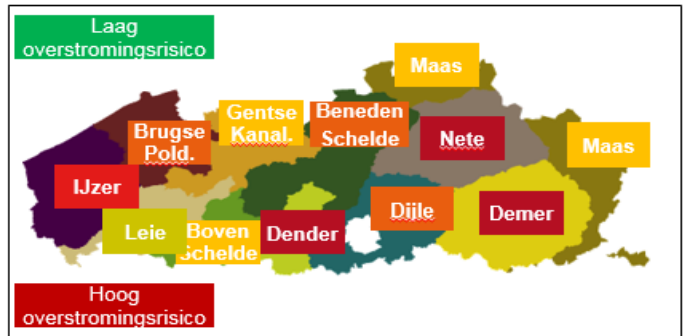 Laag
overstromingsrisico
Maas
Gentse
Kanal.
Beneden
Schelde
Brugse
Pold.
Nete
Maas
IJzer
Leie
Boven
Schelde
Dender
Dijle
Demer
Hoog
overstromingsrisico